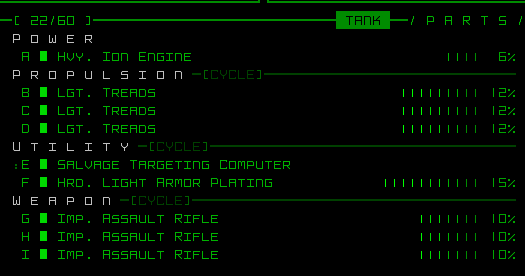 [ 22/60 ] TANK / P A R T S /
P O W E R
A Hvy. Ion Engine 6%
P R O P U L S I O N [CYCLE]
B Lgt. Treads 12%
C Lgt. Treads 12%
D Lgt. Treads 12%
U T I L I T Y [CYCLE]
:E Salvage Targeting Computer
F Hrd. Light Armor Plating 15%
W E A P O N [CYCLE]
G Imp. Assault Rifle 10%
H Imp. Assault Rifle 10%
I Imp. Assault Rifle 10%